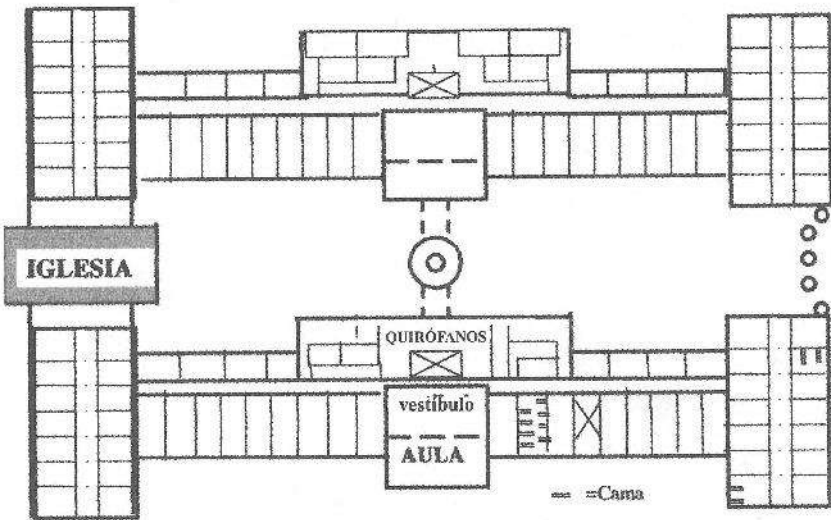 IGLESIA
QUIRÓFANOS
vestíbulo
AULA
= =Cama